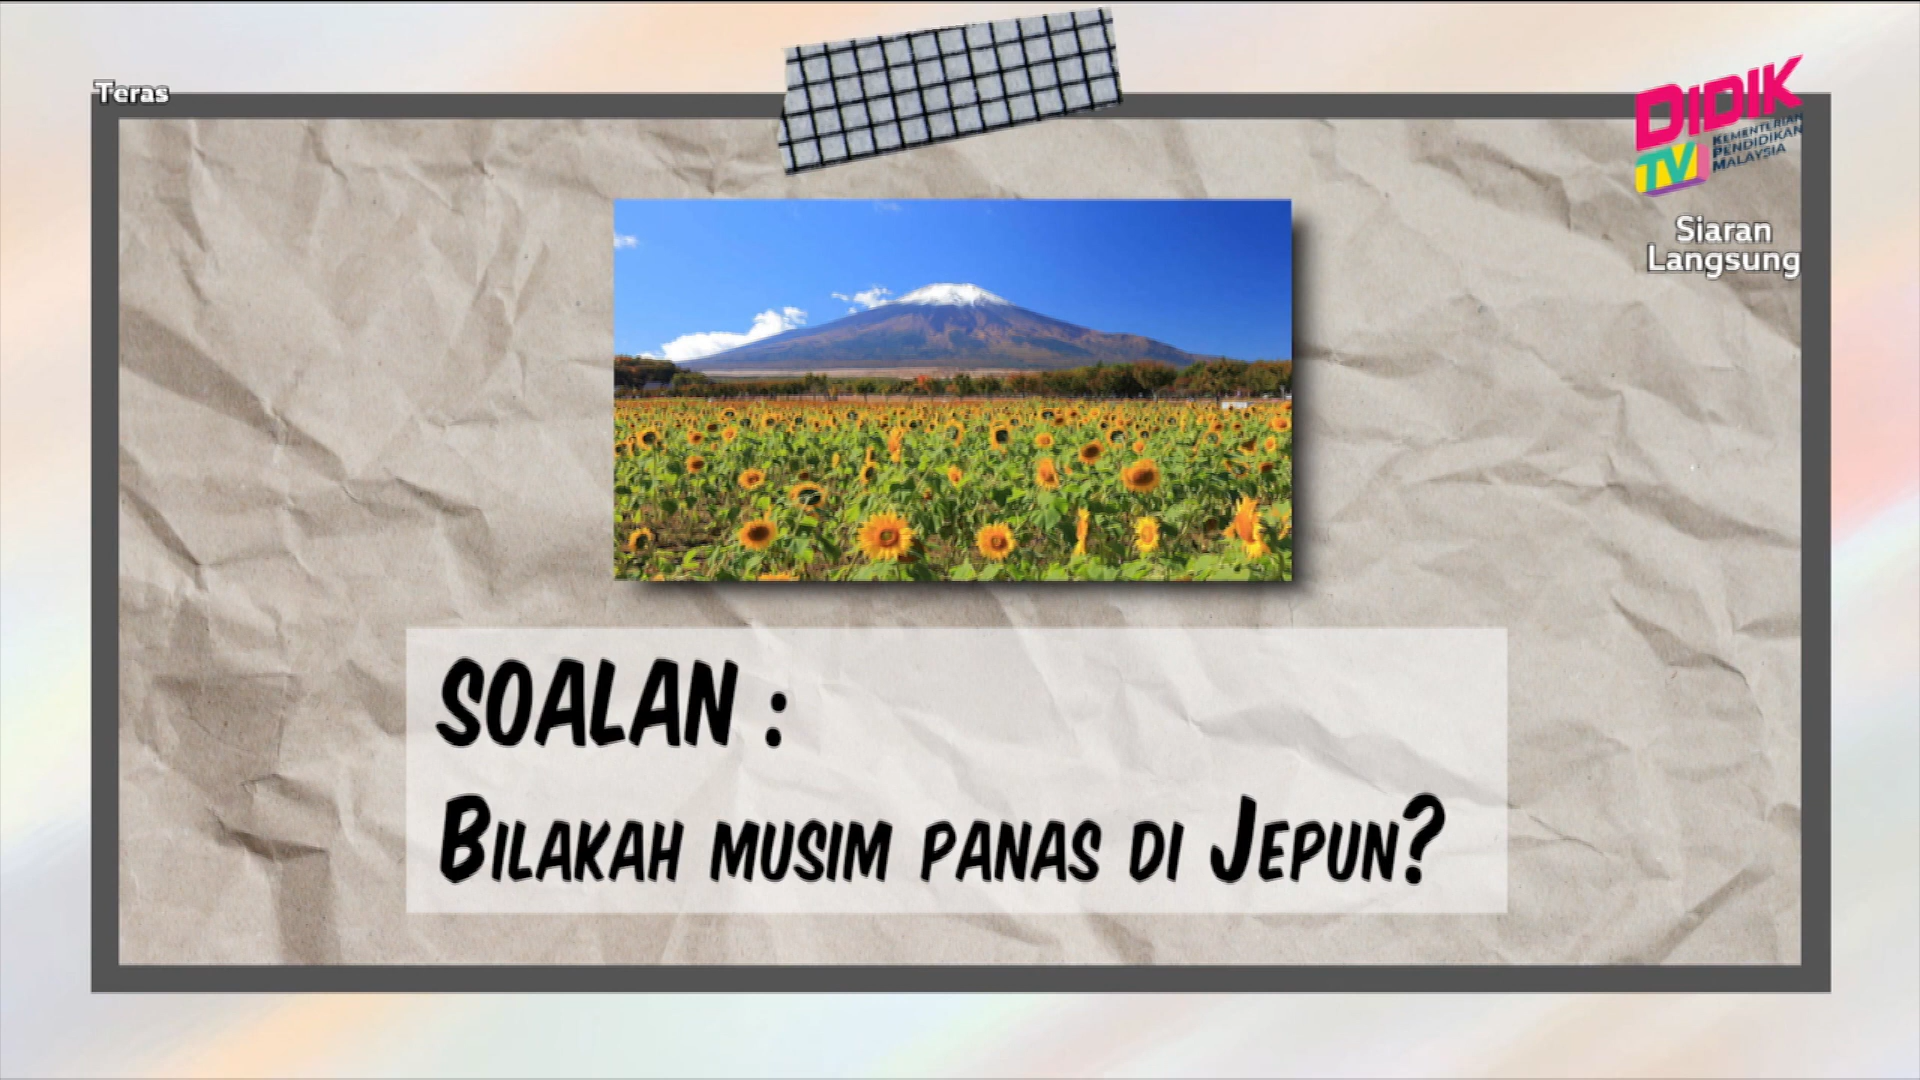 Teras
DIDIK
TV
KEMENTERIAN
PENDIDIKAN
MALAYSIA
Siaran
Langsung
SOALAN :
BILAKAH MUSIM PANAS DI JEPUN?